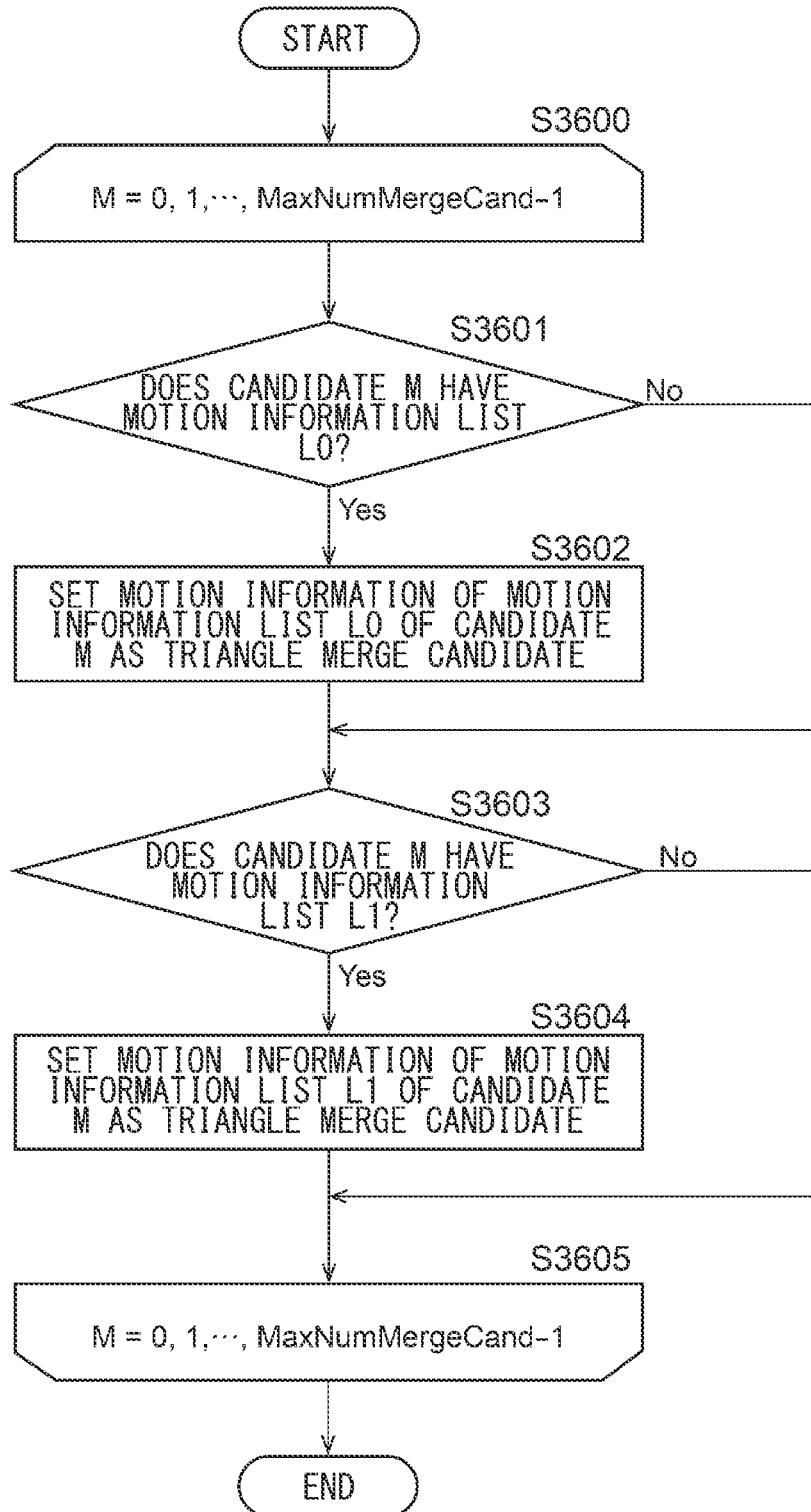 START
S3600
M = 0, 1,···, MaxNumMergeCand-1
S3601
DOES CANDIDATE M HAVE
MOTION INFORMATION LIST
L0?
No
Yes
S3602
SET MOTION INFORMATION OF MOTION
INFORMATION LIST L0 OF CANDIDATE
M AS TRIANGLE MERGE CANDIDATE
S3603
DOES CANDIDATE M HAVE
MOTION INFORMATION
LIST L1?
No
Yes
S3604
SET MOTION INFORMATION OF MOTION
INFORMATION LIST L1 OF CANDIDATE
M AS TRIANGLE MERGE CANDIDATE
S3605
M = 0, 1,···, MaxNumMergeCand-1
END